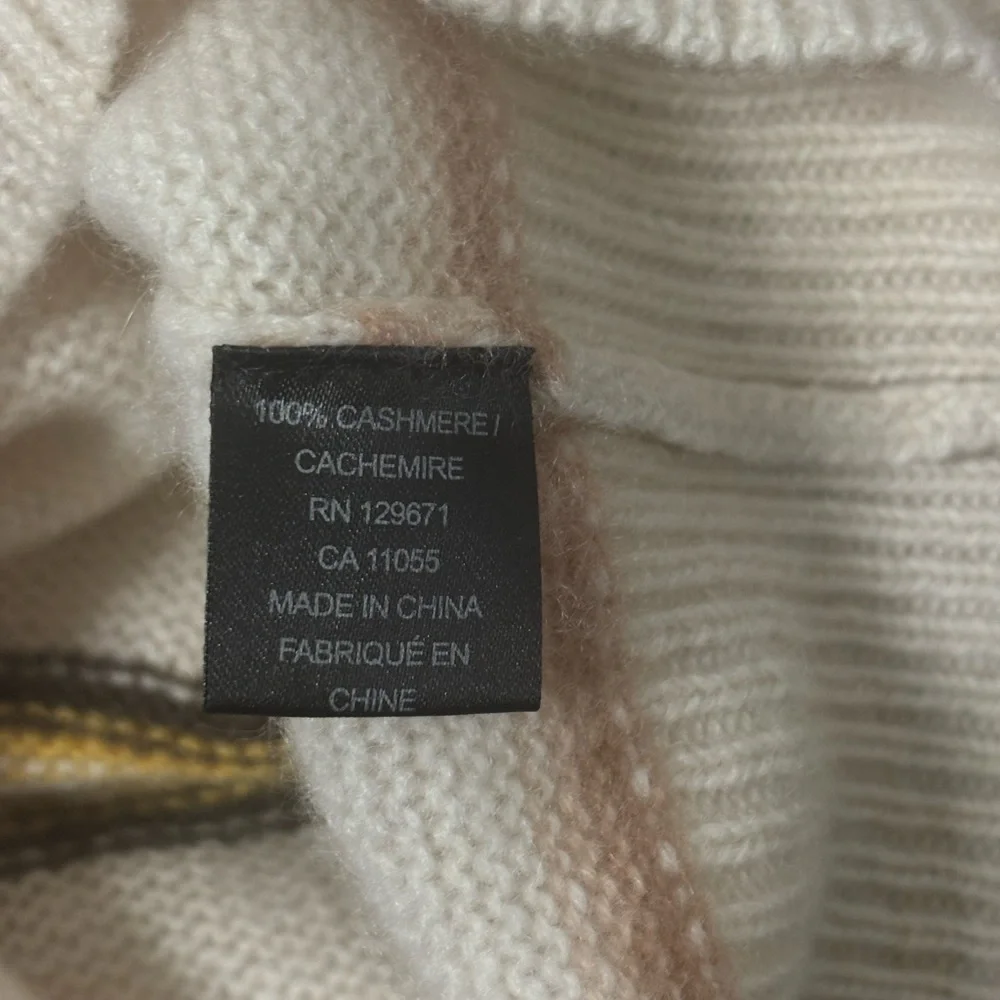 100% CASHMERE /
CACHEMIRE
RN 129671
CA 11055
MADE IN CHINA
FABRIQUÉ EN
CHINE